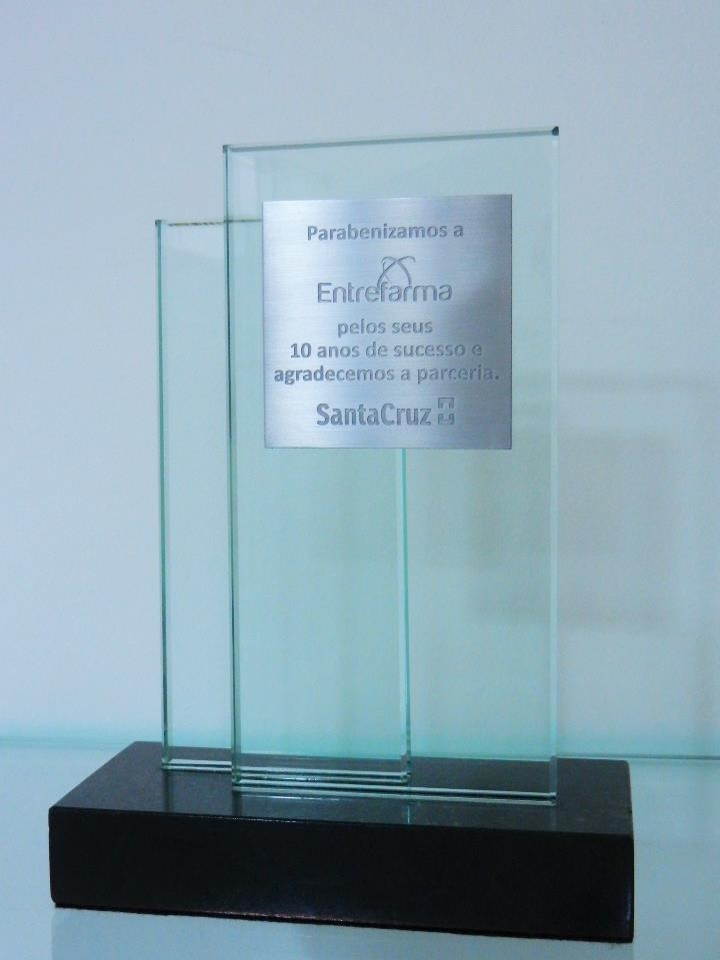 Parabenizamos a
Entrefarma
pelos seus
10 anos de sucesso e
agradecemos a parceria.
SantaCruz